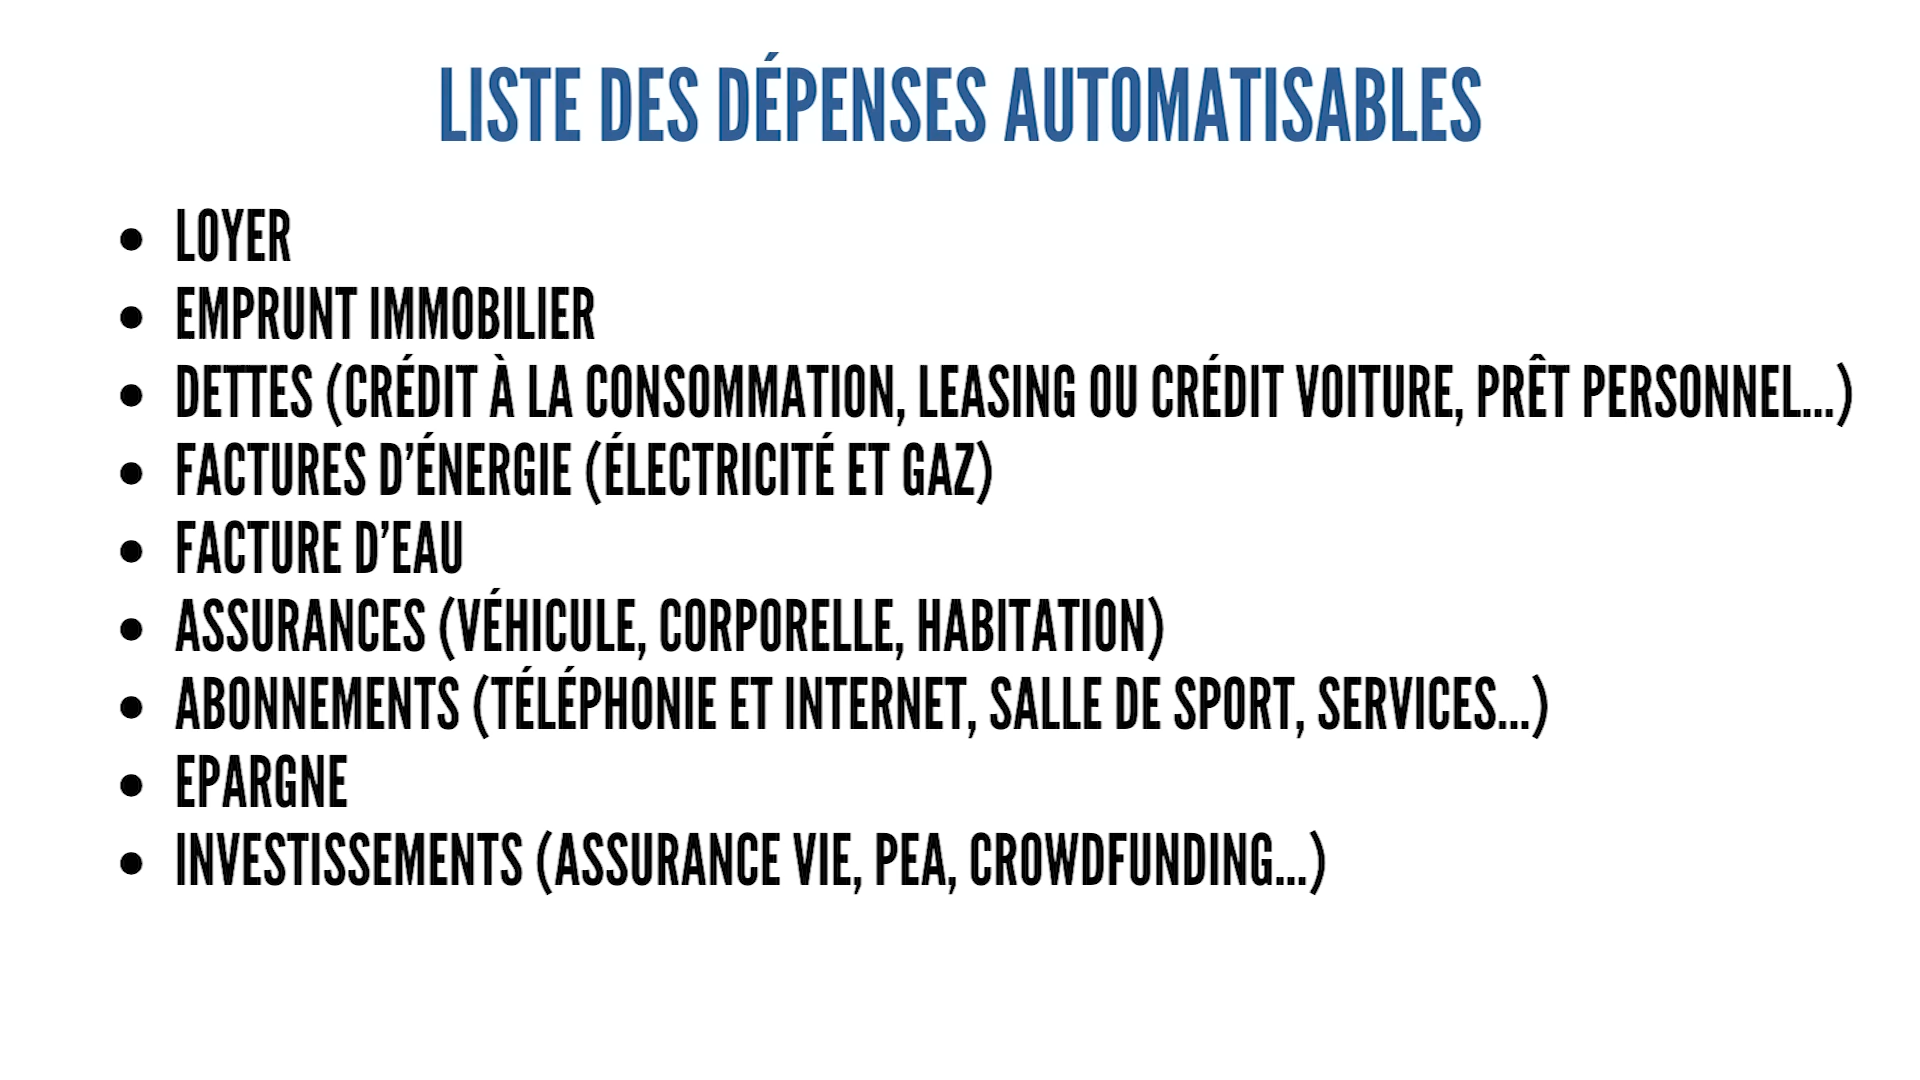 LISTE DES DÉPENSES AUTOMATISABLES
• LOYER
• EMPRUNT IMMOBILIER
• DETTES (CRÉDIT À LA CONSOMMATION, LEASING OU CRÉDIT VOITURE, PRÊT PERSONNEL...)
• FACTURES D’ÉNERGIE (ÉLECTRICITÉ ET GAZ)
• FACTURE D’EAU
• ASSURANCES (VÉHICULE, CORPORELLE, HABITATION)
• ABONNEMENTS (TÉLÉPHONIE ET INTERNET, SALLE DE SPORT, SERVICES...)
• EPARGNE
• INVESTISSEMENTS (ASSURANCE VIE, PEA, CROWDFUNDING...)